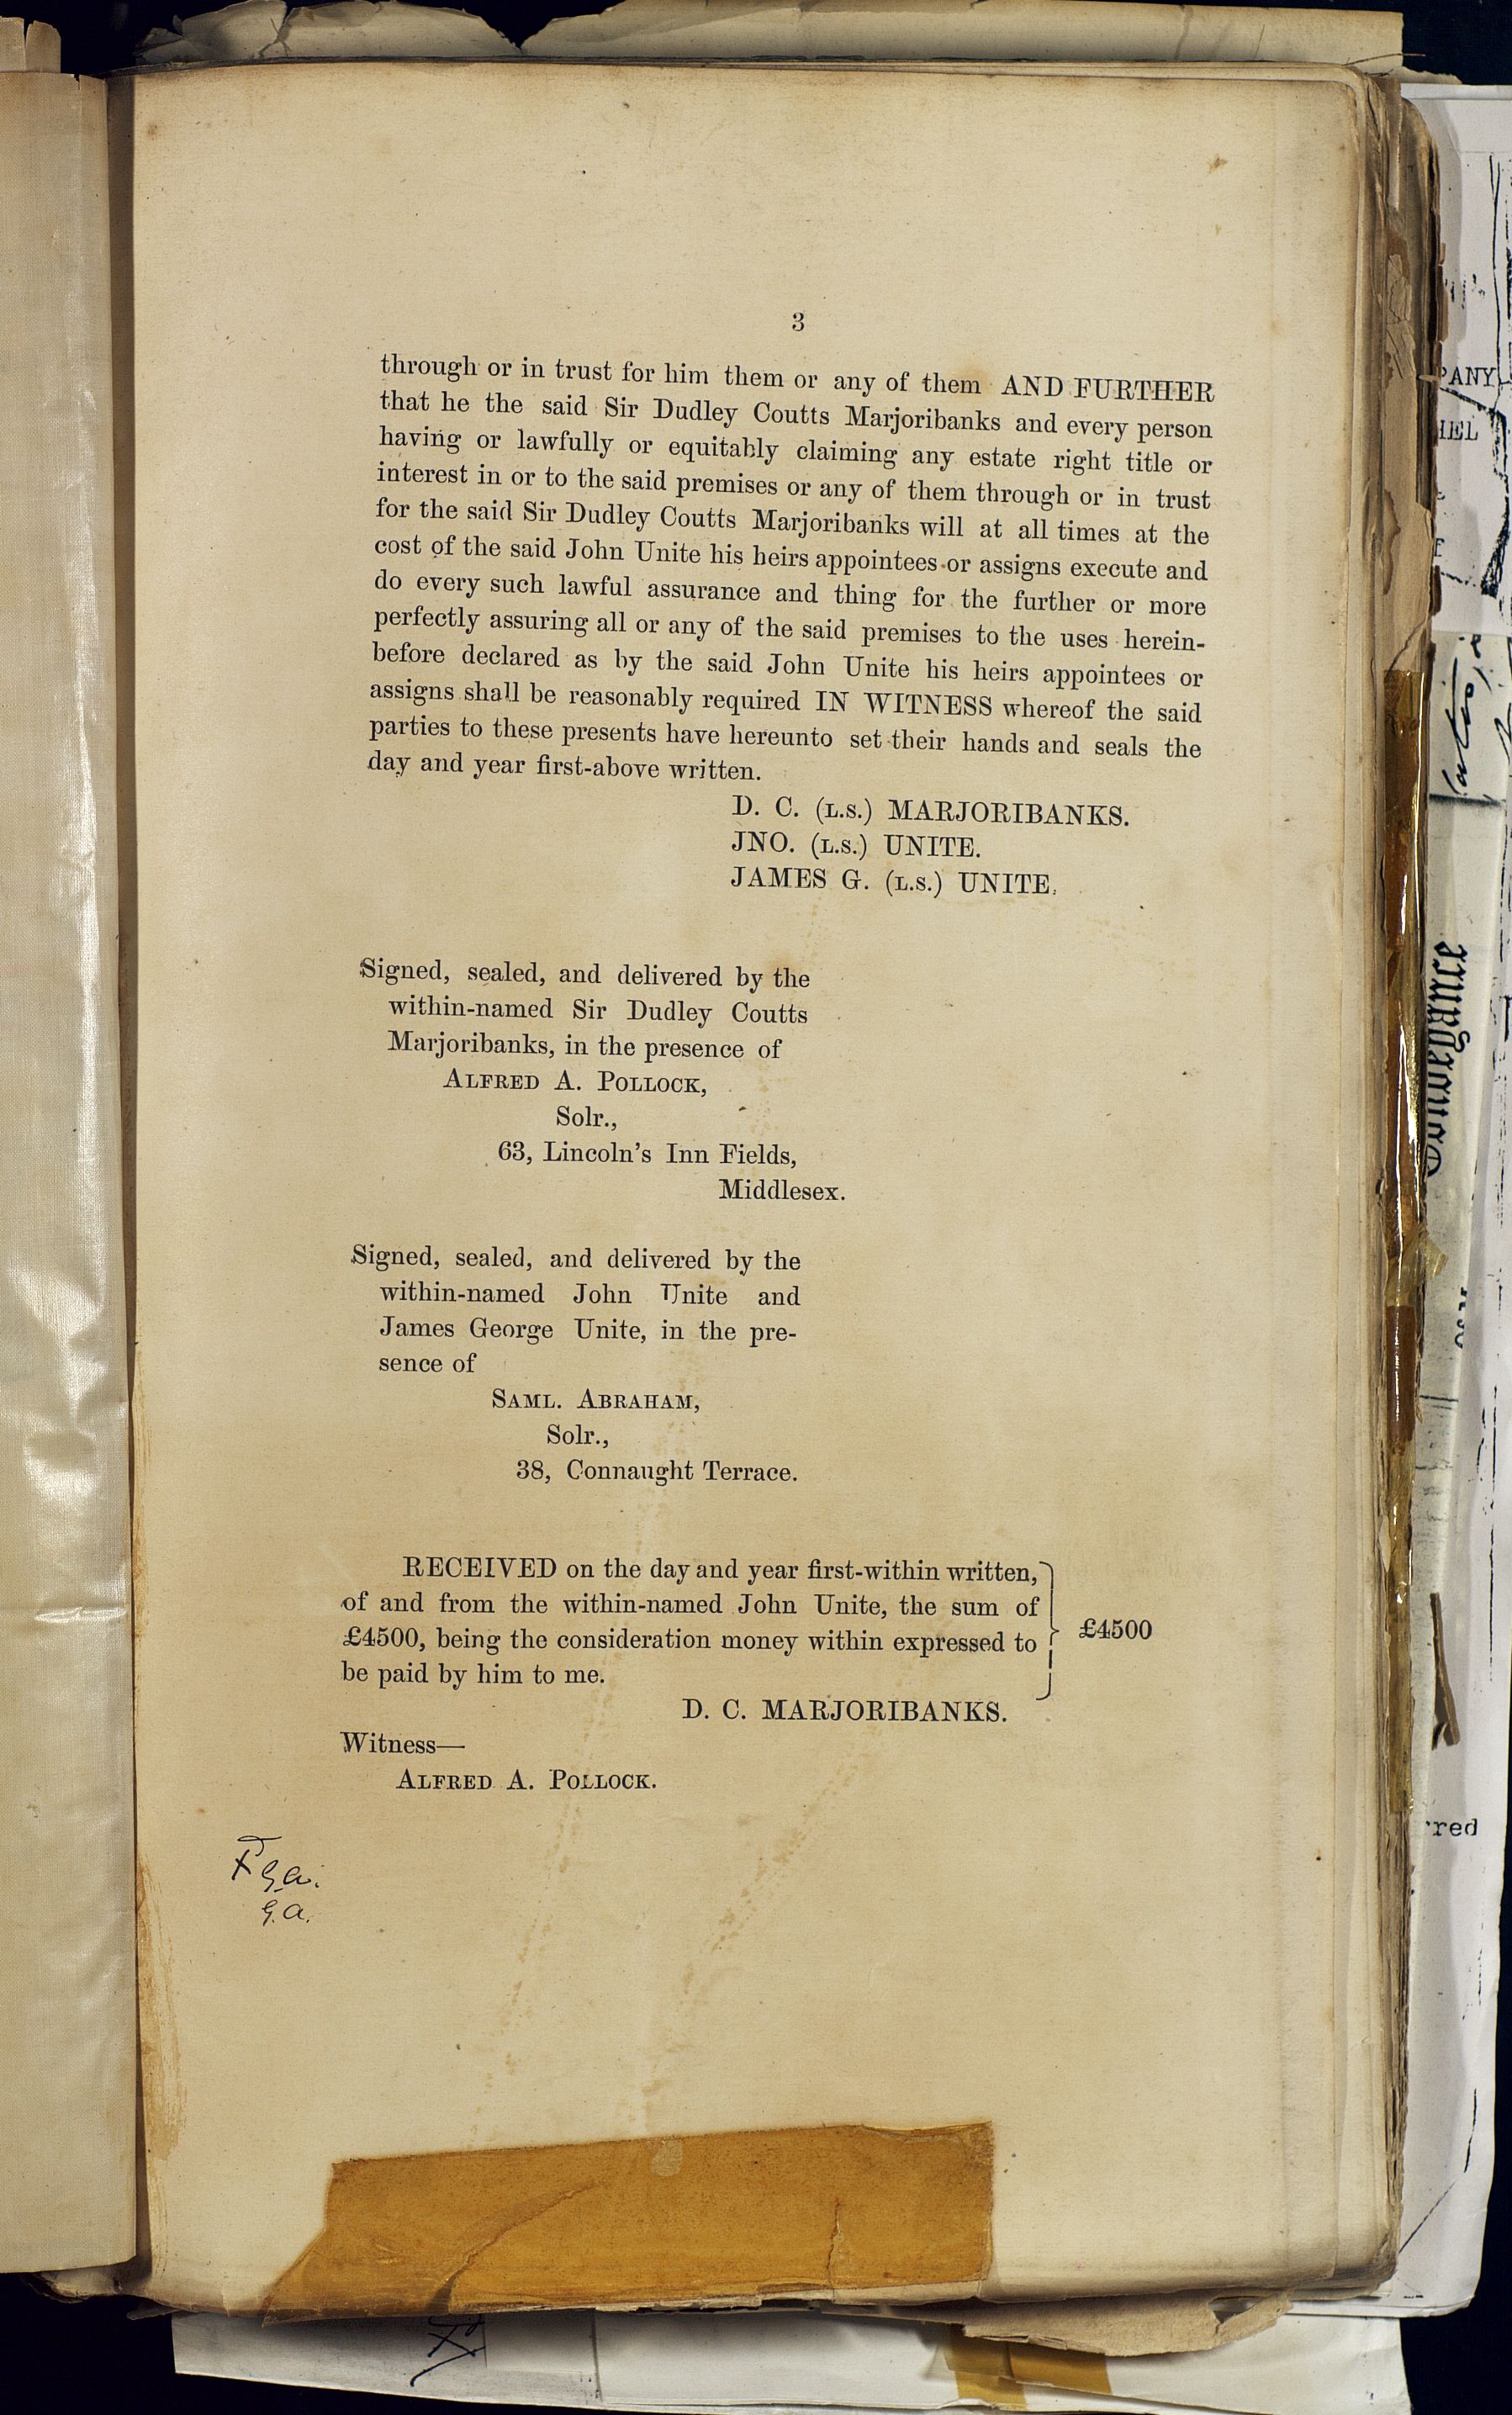 3
through or in trust for him them or any of them AND FURTHER
that he the said Sir Dudley Coutts Marjoribanks and every person
having or lawfully or equitably claiming any estate right title or
interest in or to the said premises or any of them through or in trust
for the said Sir Dudley Coutts Marjoribanks will at all times at the
cost of the said John Unite his heirs appointees or assigns execute and
do every such lawful assurance and thing for the further or more
perfectly assuring all or any of the said premises to the uses herein-
before declared as by the said John Unite his heirs appointees or
assigns shall be reasonably required IN WITNESS whereof the said
parties to these presents have hereunto set their hands and seals the
day and year first-above written.
D. C. (L.S.) MARJORIBANKS.
JNO. (L.S.) UNITE.
JAMES G. (L.S.) UNITE.
Signed, sealed, and delivered by the
within-named Sir Dudley Coutts
Marjoribanks, in the presence of
ALFRED A. POLLOCK,
Solr.,
63, Lincoln's Inn Fields,
Middlesex.
Signed, sealed, and delivered by the
within-named John Unite and
James George Unite, in the pre-
sence of
SAML. ABRAHAM,
Solr.,
38, Connaught Terrace.
RECEIVED on the day and year first-within written,
of and from the within-named John Unite, the sum of
£4500, being the consideration money within expressed to
be paid by him to me.
£4500
D. C. MARJORIBANKS.
Witness—
ALFRED A. POLLOCK.
G.A.
PANY
IEL
Conveyance
rred